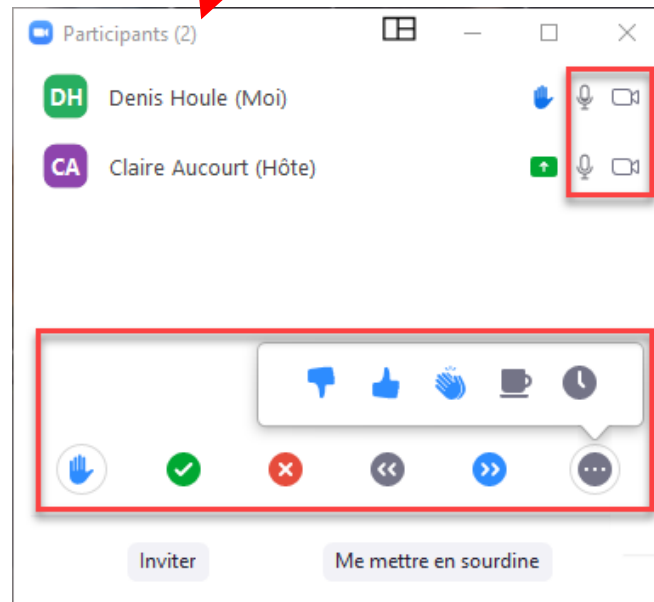 Participants (2)
DH Denis Houle (Moi)
CA Claire Aucourt (Hôte)
Inviter Me mettre en sourdine